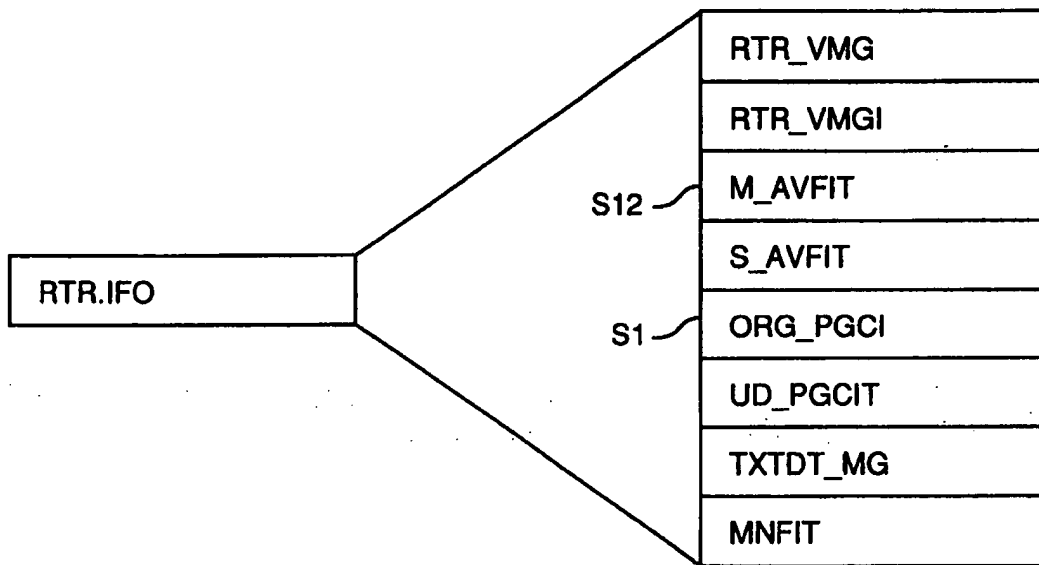 RTR.IFO
RTR_VMG
RTR_VMGI
S12
M_AVFIT
S_AVFIT
S1
ORG_PGCI
UD_PGCIT
TXTDT_MG
MNFIT